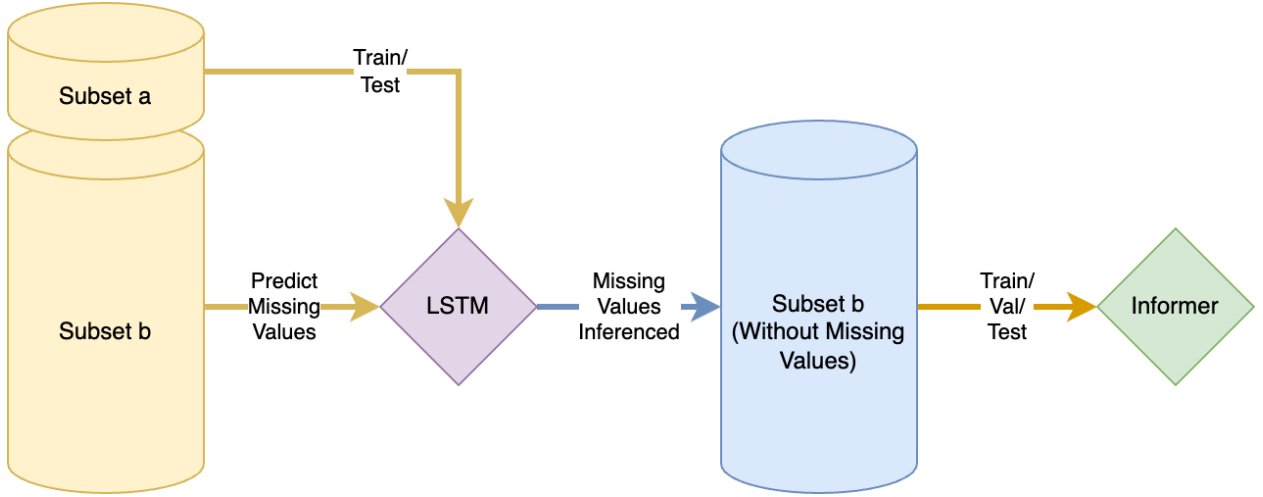 Train/
Test
Subset a
Subset b
Predict
Missing
Values
LSTM
Missing
Values
Inferenced
Subset b
(Without Missing
Values)
Train/
Val/
Test
Informer